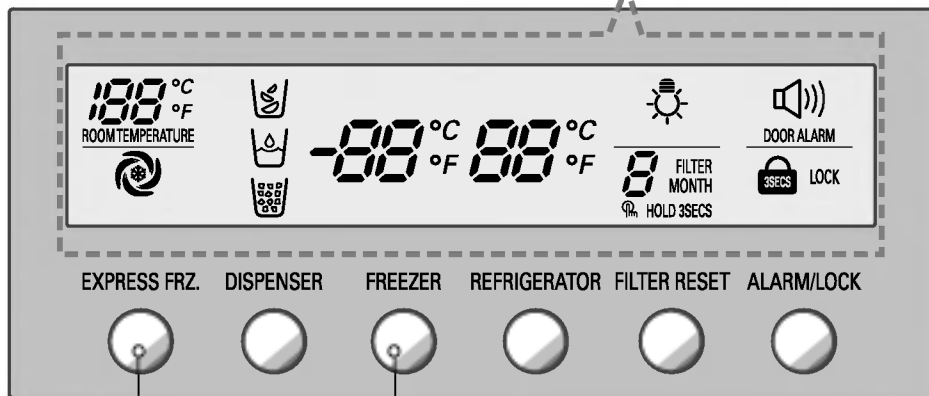 188 °C
°F
ROOM TEMPERATURE
-88 °C
°F
88 °C
°F
8 FILTER
MONTH
HOLD 3SECS
DOOR ALARM
3SECS LOCK
EXPRESS FRZ. DISPENSER FREEZER REFRIGERATOR FILTER RESET ALARM/LOCK